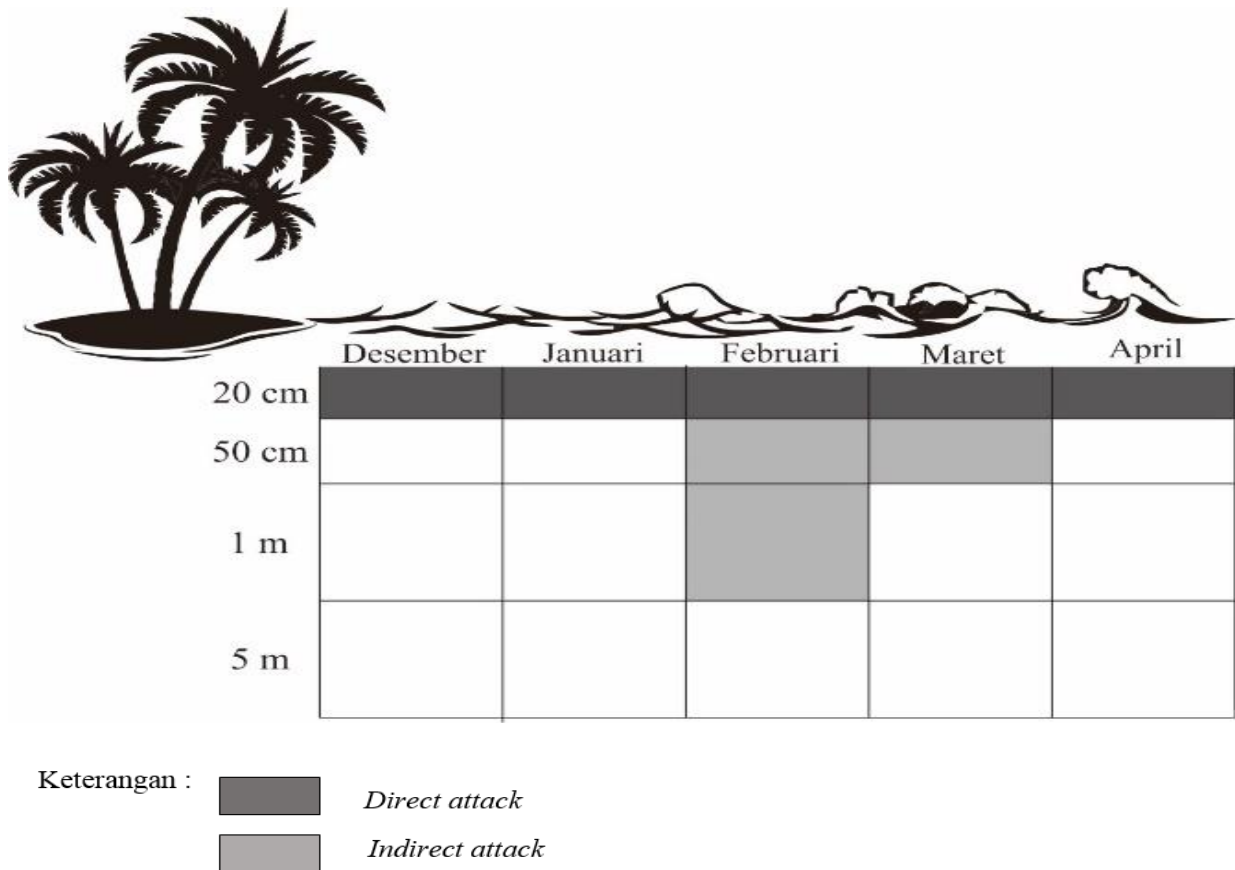 Desember Januari Februari Maret April
20 cm
50 cm
1 m
5 m
Keterangan :
Direct attack
Indirect attack